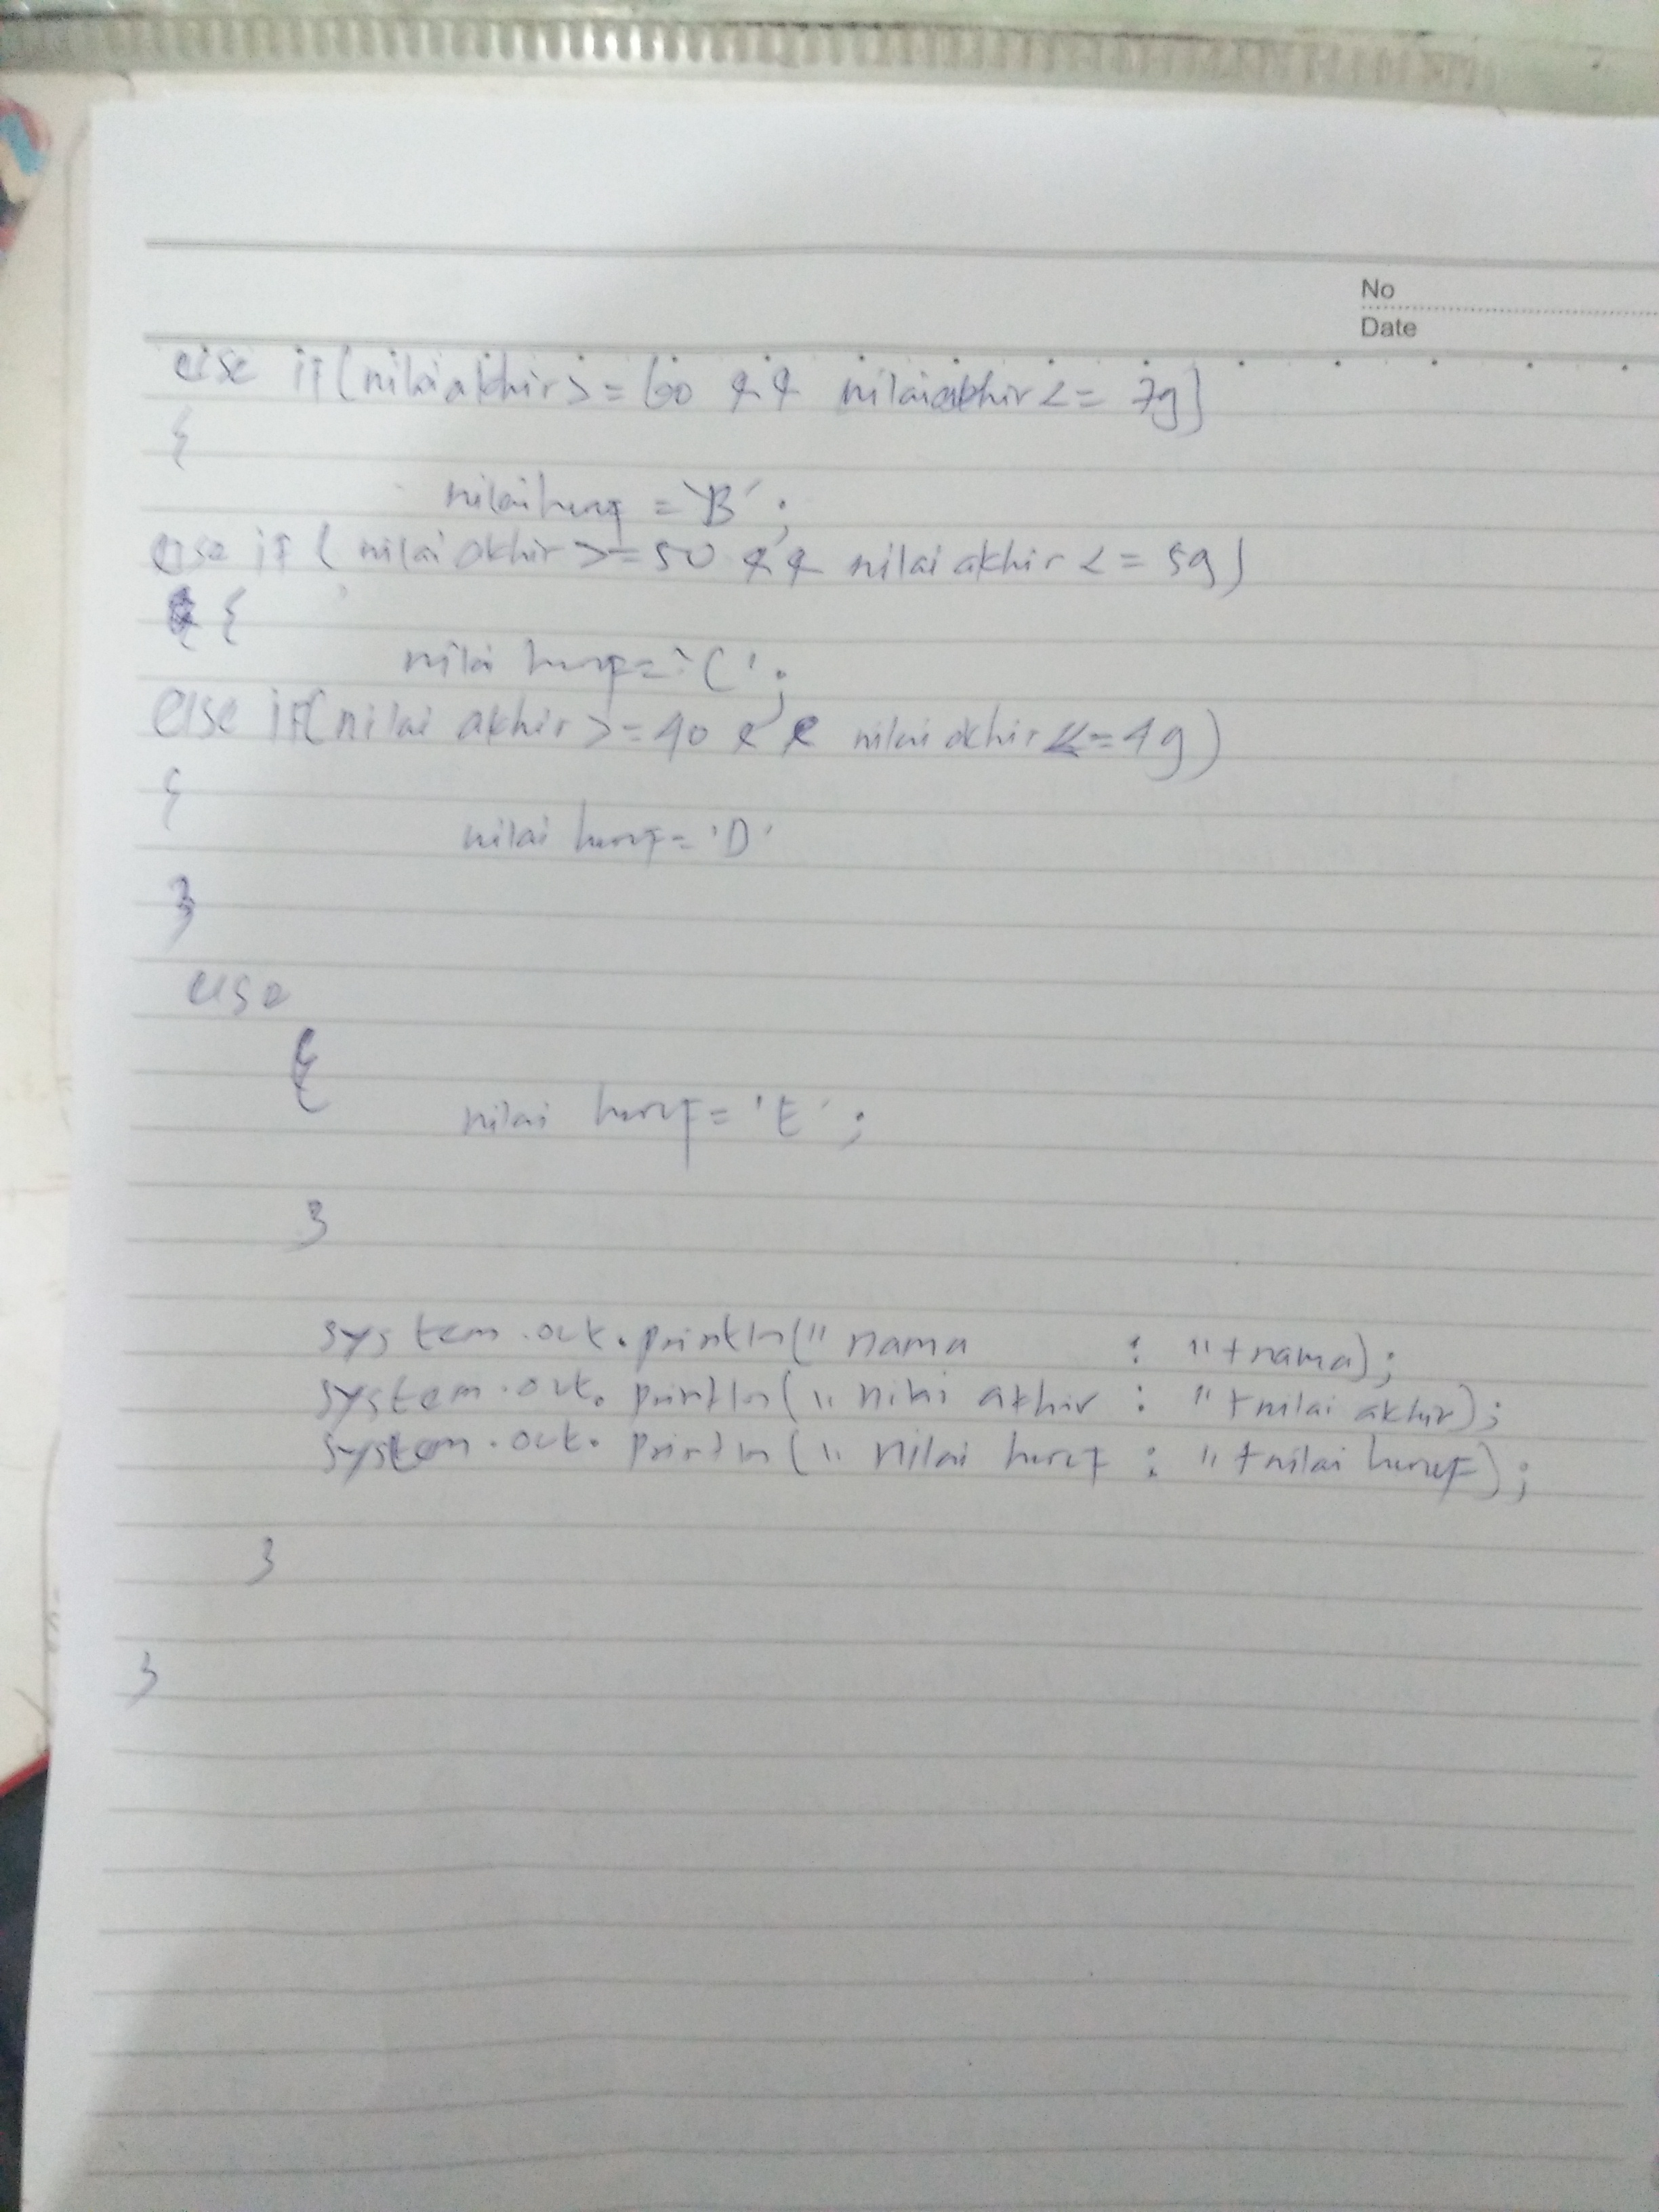 No
Date
else if(nilaiakhir>=60 && nilaiakhir<= 79)
{
nilaihuruf ='B';
else if ( nilai akhir >=50 && nilai akhir <= 59)
{
nilai huruf='C';
else if(nilai akhir >=40 && nilai akhir <=49)
{
nilai huruf='D'
}
else
{
nilai huruf='E';
}
system.out.println("nama : "+nama);
system.out.println("nilai akhir : "+nilai akhir);
system.out.println("nilai huruf : "+nilai huruf);
}
}